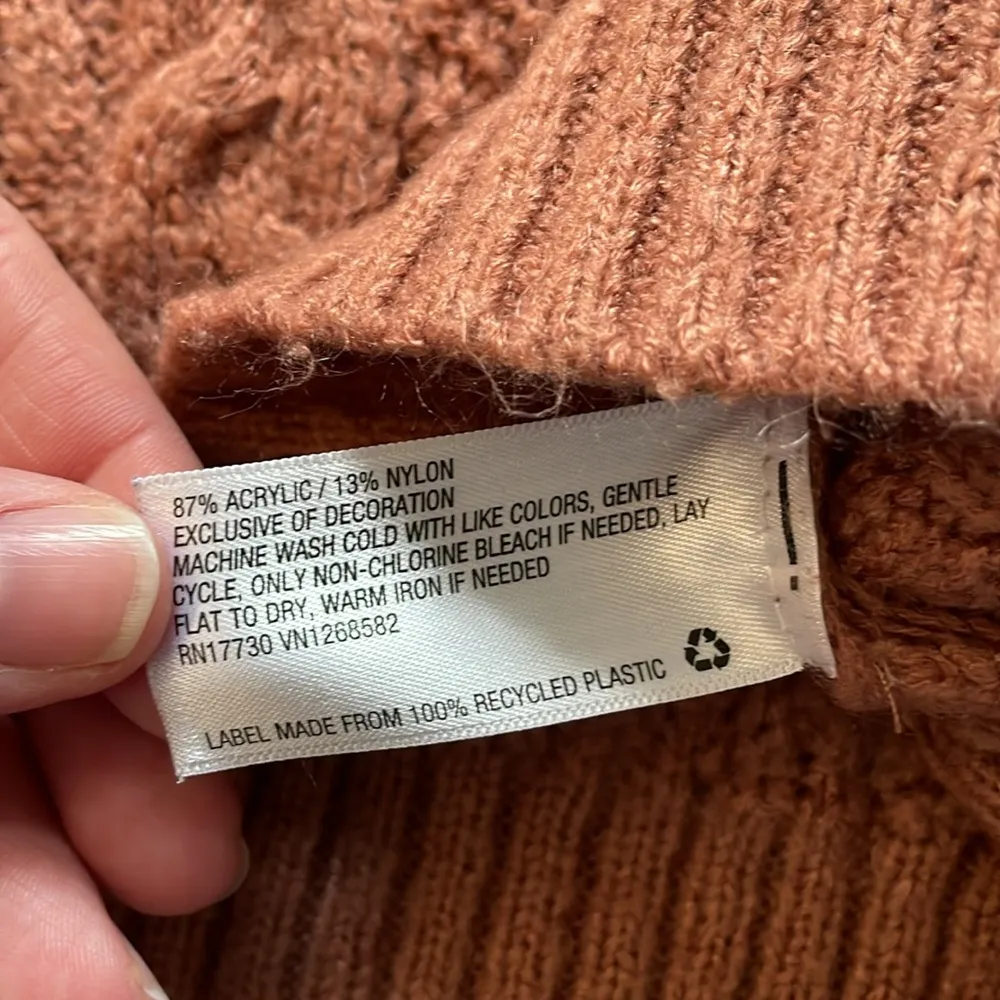 87% ACRYLIC / 13% NYLON
EXCLUSIVE OF DECORATION
MACHINE WASH COLD WITH LIKE COLORS, GENTLE
CYCLE, ONLY NON-CHLORINE BLEACH IF NEEDED, LAY
FLAT TO DRY, WARM IRON IF NEEDED
RN17730 VN1268582
LABEL MADE FROM 100% RECYCLED PLASTIC